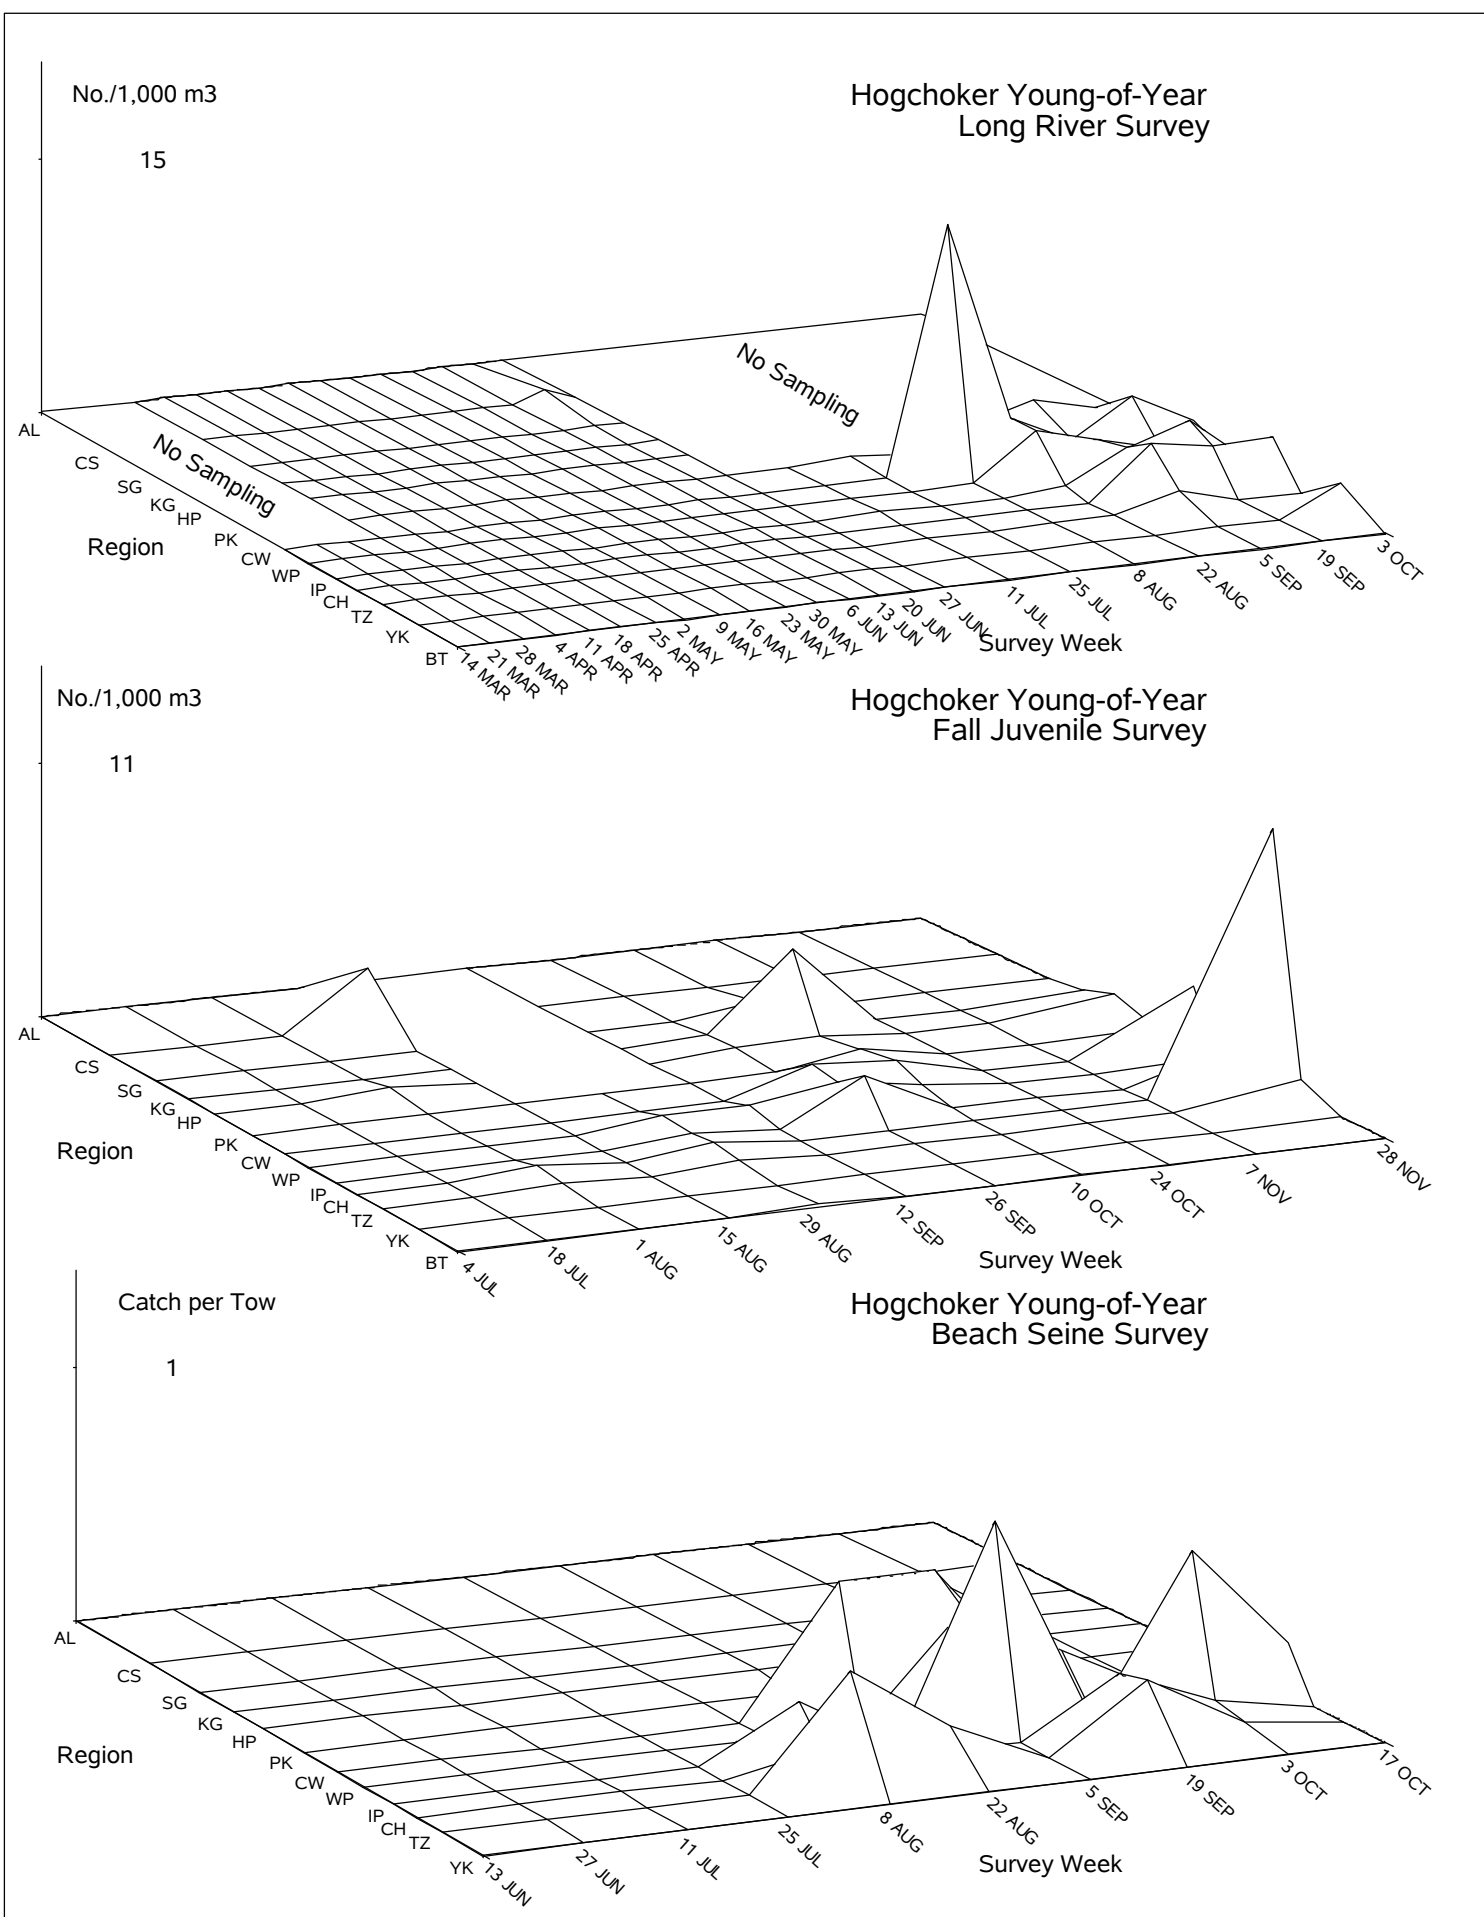 No./1,000 m3
Hogchoker Young-of-Year
Long River Survey
15
No Sampling
AL
CS
SG
KG
HP
PK
CW
WP
IP
CH
TZ
YK
BT
No Sampling
Region
14 MAR
21 MAR
28 MAR
4 APR
11 APR
18 APR
25 APR
2 MAY
9 MAY
16 MAY
23 MAY
30 MAY
6 JUN
13 JUN
20 JUN
27 JUN
11 JUL
25 JUL
8 AUG
22 AUG
5 SEP
19 SEP
3 OCT
Survey Week
No./1,000 m3
Hogchoker Young-of-Year
Fall Juvenile Survey
11
AL
CS
SG
KG
HP
PK
CW
WP
IP
CH
TZ
YK
BT
Region
4 JUL
18 JUL
1 AUG
15 AUG
29 AUG
12 SEP
26 SEP
10 OCT
24 OCT
7 NOV
28 NOV
Survey Week
Catch per Tow
Hogchoker Young-of-Year
Beach Seine Survey
1
AL
CS
SG
KG
HP
PK
CW
WP
IP
CH
TZ
YK
Region
13 JUN
27 JUN
11 JUL
25 JUL
8 AUG
22 AUG
5 SEP
19 SEP
3 OCT
17 OCT
Survey Week